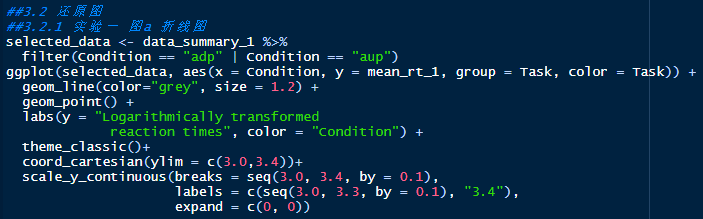 ##3.2 还原图
##3.2.1 实验一 图a 折线图
selected_data <- data_summary_1 %>%
  filter(Condition == "adp" | Condition == "aup")
ggplot(selected_data, aes(x = Condition, y = mean_rt_1, group = Task, color = Task)) +
  geom_line(color="grey", size = 1.2) +
  geom_point() +
  labs(y = "Logarithmically transformed
             reaction times", color = "Condition") +
  theme_classic()+
  coord_cartesian(ylim = c(3.0,3.4))+
  scale_y_continuous(breaks = seq(3.0, 3.4, by = 0.1),
                     labels = c(seq(3.0, 3.3, by = 0.1), "3.4"),
                     expand = c(0, 0))